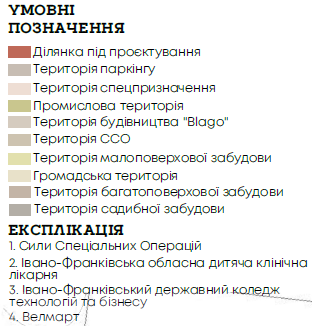 УМОВНІ
ПОЗНАЧЕННЯ
Ділянка під проєктування
Територія паркінгу
Територія спецпризначення
Промислова територія
Територія будівництва "Blago"
Територія ССО
Територія малоповерхової забудови
Громадська територія
Територія багатоповерхової забудови
Територія садибної забудови
ЕКСПЛІКАЦІЯ
1. Сили Спеціальних Операцій
2. Івано-Франківська обласна дитяча клінічна
лікарня
3. Івано-Франківський державний коледж
технологій та бізнесу
4. Велмарт